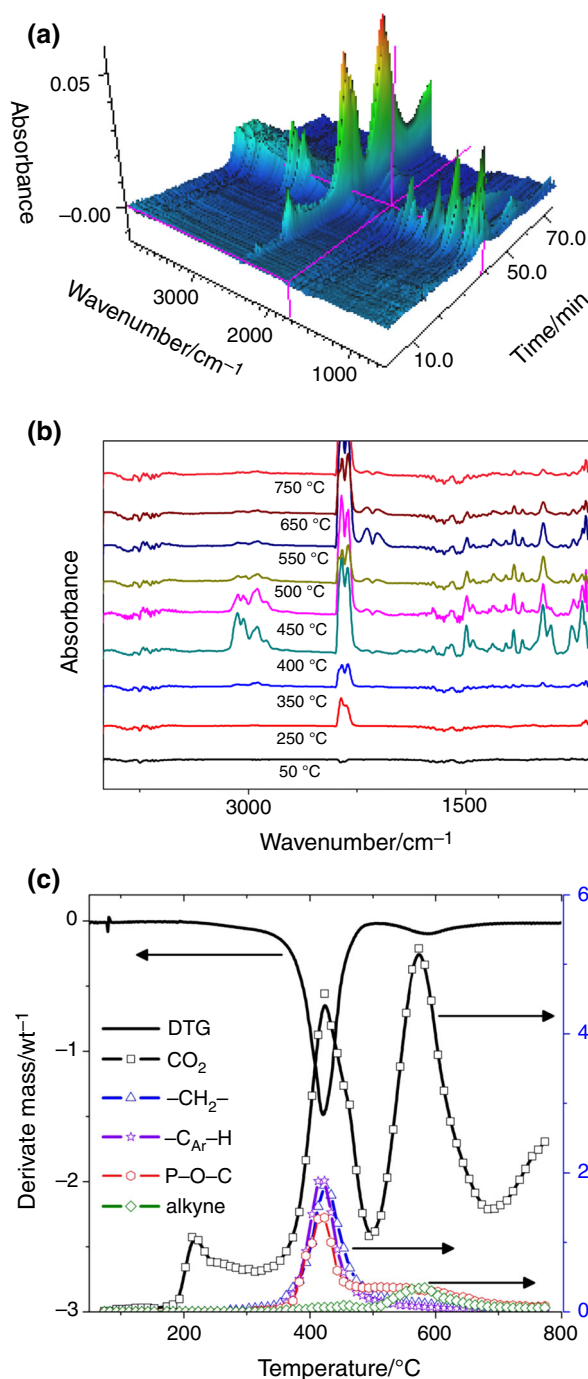 (a)
0.05
Absorbance
−0.00
3000
Wavenumber/cm−1
2000
1000
10.0
50.0
70.0
Time/min
(b)
Absorbance
750 °C
650 °C
550 °C
500 °C
450 °C
400 °C
350 °C
250 °C
50 °C
3000
1500
Wavenumber/cm−1
(c)
0
−1
−2
−3
Derivate mass/wt−1
DTG
CO2
–CH2–
–CAr–H
P–O–C
alkyne
6
4
2
0
200
400
600
800
Temperature/°C